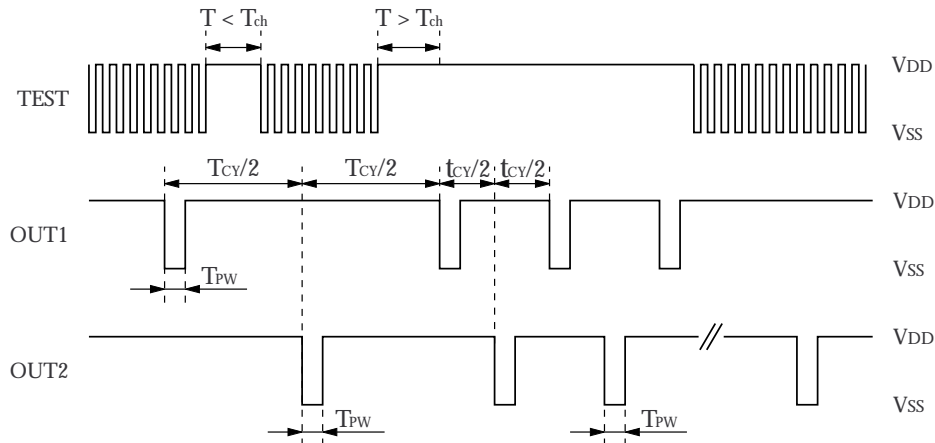 T < Tch T > Tch
TEST VDD
VSS
TCY/2 TCY/2 tCY/2 tCY/2
OUT1 VDD
VSS
TPW
OUT2 VDD
VSS
TPW TPW